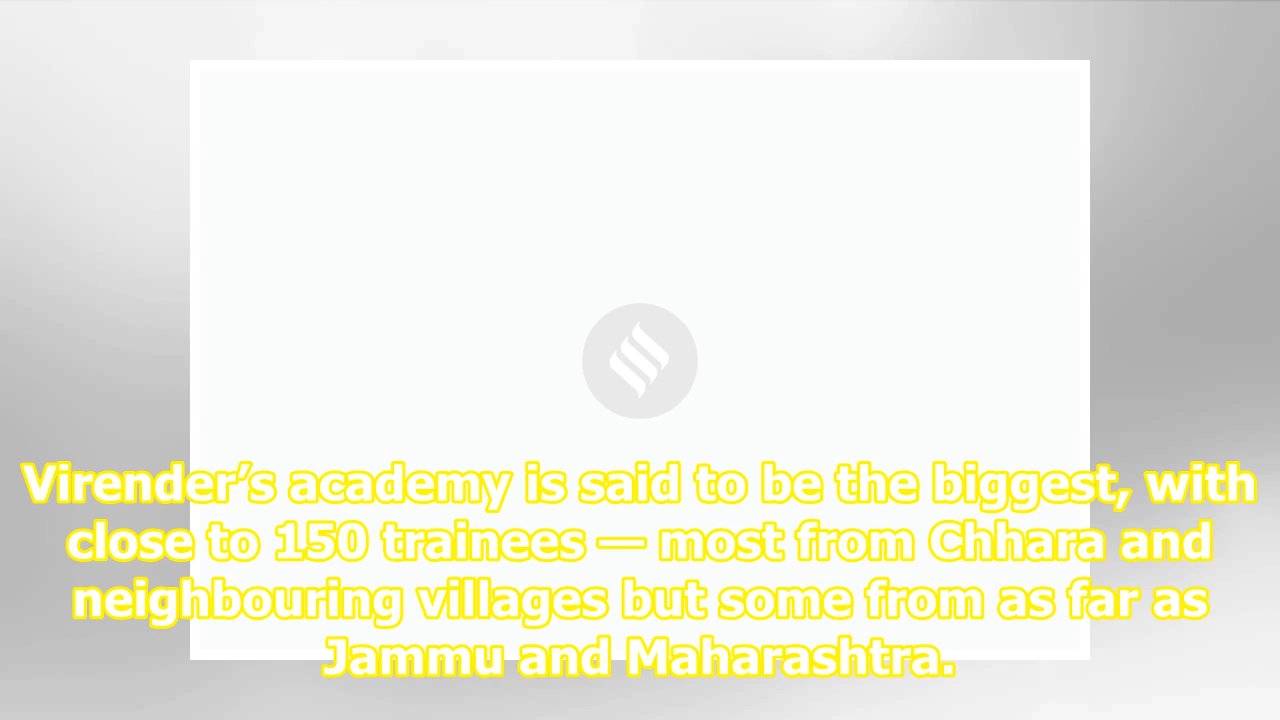 Virender’s academy is said to be the biggest, with
close to 150 trainees — most from Chhara and
neighbouring villages but some from as far as
Jammu and Maharashtra.